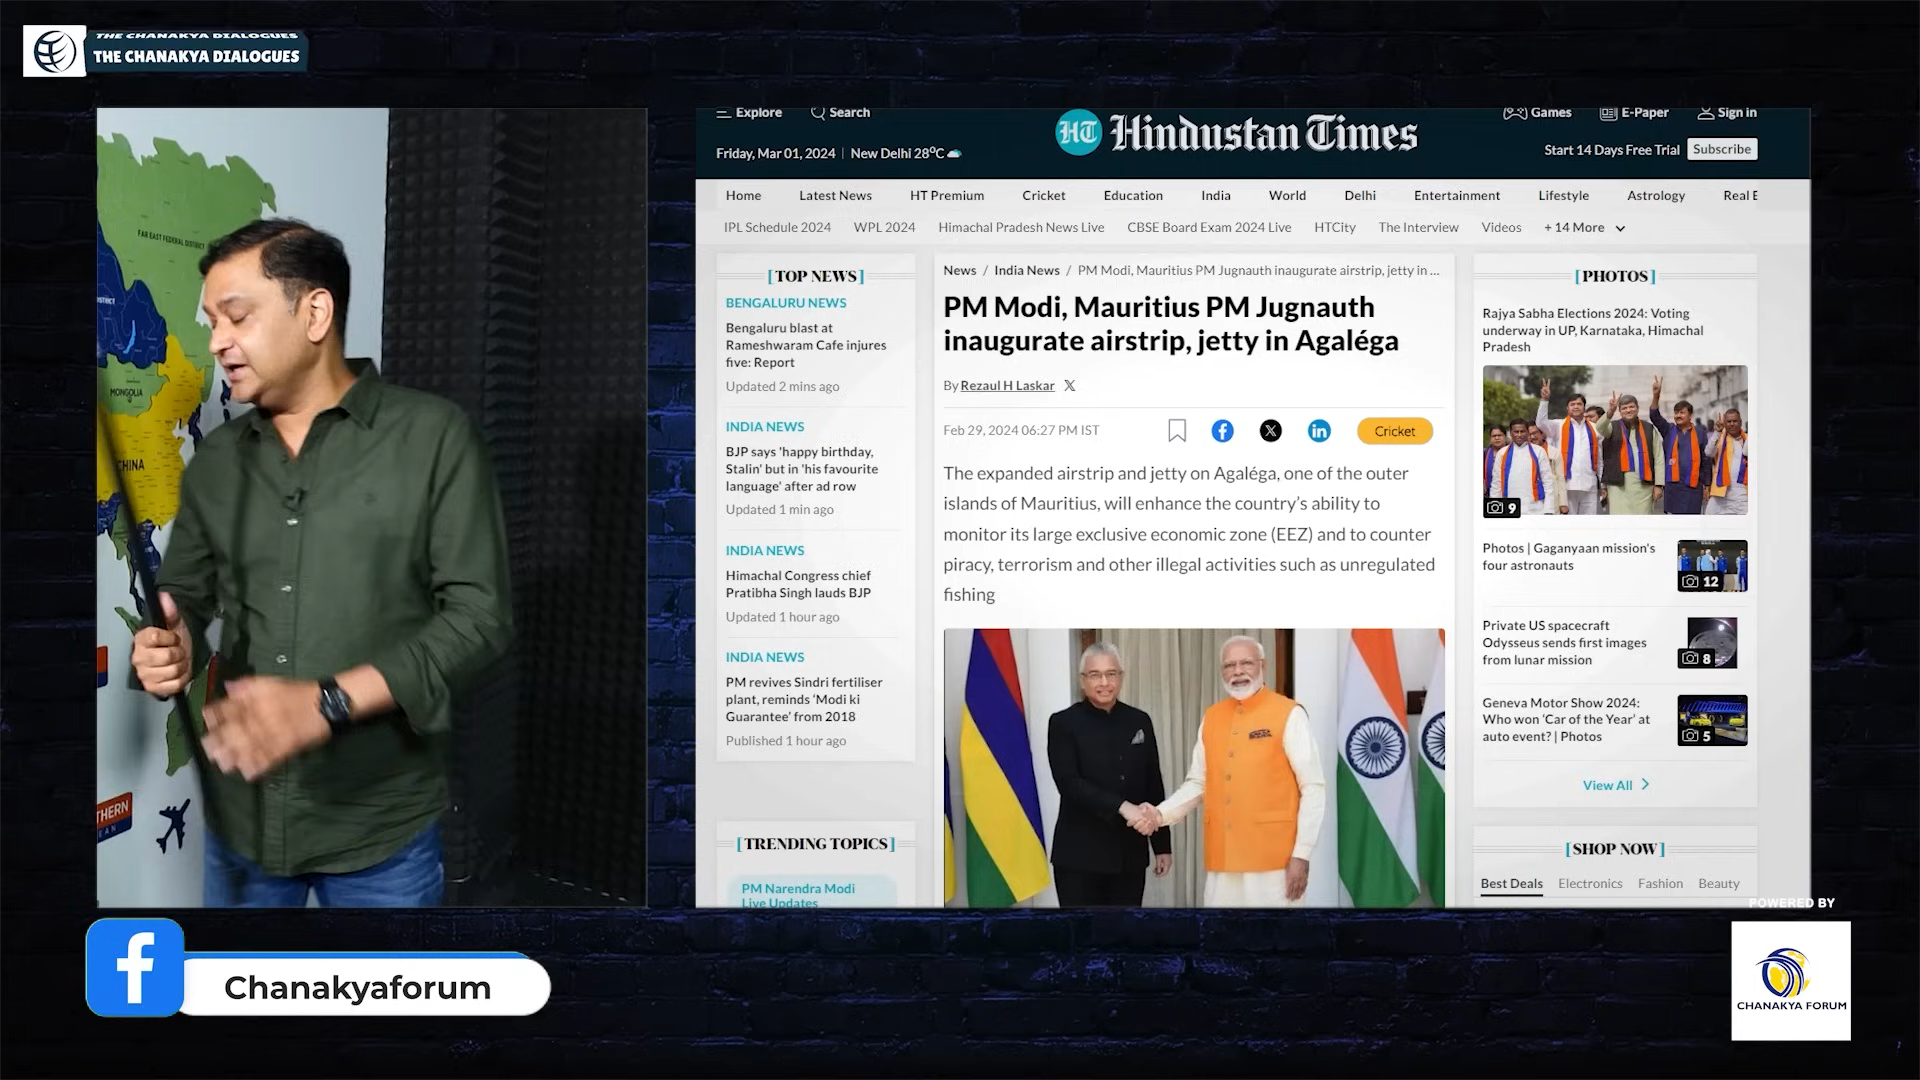 THE CHANAKYA DIALOGUES
THE CHANAKYA DIALOGUES
FAR EAST FEDERAL DISTRICT
MONGOLIA
CHINA
Explore
Search
HT Hindustan Times
Games
E-Paper
Sign in
Friday, Mar 01, 2024 | New Delhi 28°C
Start 14 Days Free Trial
Subscribe
Home Latest News HT Premium Cricket Education India World Delhi Entertainment Lifestyle Astrology Real E
IPL Schedule 2024 WPL 2024 Himachal Pradesh News Live CBSE Board Exam 2024 Live HTCity The Interview Videos + 14 More
[TOP NEWS]
BENGALURU NEWS
Bengaluru blast at
Rameshwaram Cafe injures
five: Report
Updated 2 mins ago
INDIA NEWS
BJP says 'happy birthday,
Stalin' but in 'his favourite
language' after ad row
Updated 1 min ago
INDIA NEWS
Himachal Congress chief
Pratibha Singh lauds BJP
Updated 1 hour ago
INDIA NEWS
PM revives Sindri fertiliser
plant, reminds ‘Modi ki
Guarantee’ from 2018
Published 1 hour ago
[TRENDING TOPICS]
PM Narendra Modi
Live Updates
News / India News / PM Modi, Mauritius PM Jugnauth inaugurate airstrip, jetty in ...
PM Modi, Mauritius PM Jugnauth
inaugurate airstrip, jetty in Agaléga
By Rezaul H Laskar
Feb 29, 2024 06:27 PM IST
Cricket
The expanded airstrip and jetty on Agaléga, one of the outer
islands of Mauritius, will enhance the country’s ability to
monitor its large exclusive economic zone (EEZ) and to counter
piracy, terrorism and other illegal activities such as unregulated
fishing
[PHOTOS]
Rajya Sabha Elections 2024: Voting
underway in UP, Karnataka, Himachal
Pradesh
9
Photos | Gaganyaan mission's
four astronauts
12
Private US spacecraft
Odysseus sends first images
from lunar mission
8
Geneva Motor Show 2024:
Who won ‘Car of the Year’ at
auto event? | Photos
5
View All
[SHOP NOW]
Best Deals Electronics Fashion Beauty
POWERED BY
CHANAKYA FORUM
Chanakyaforum